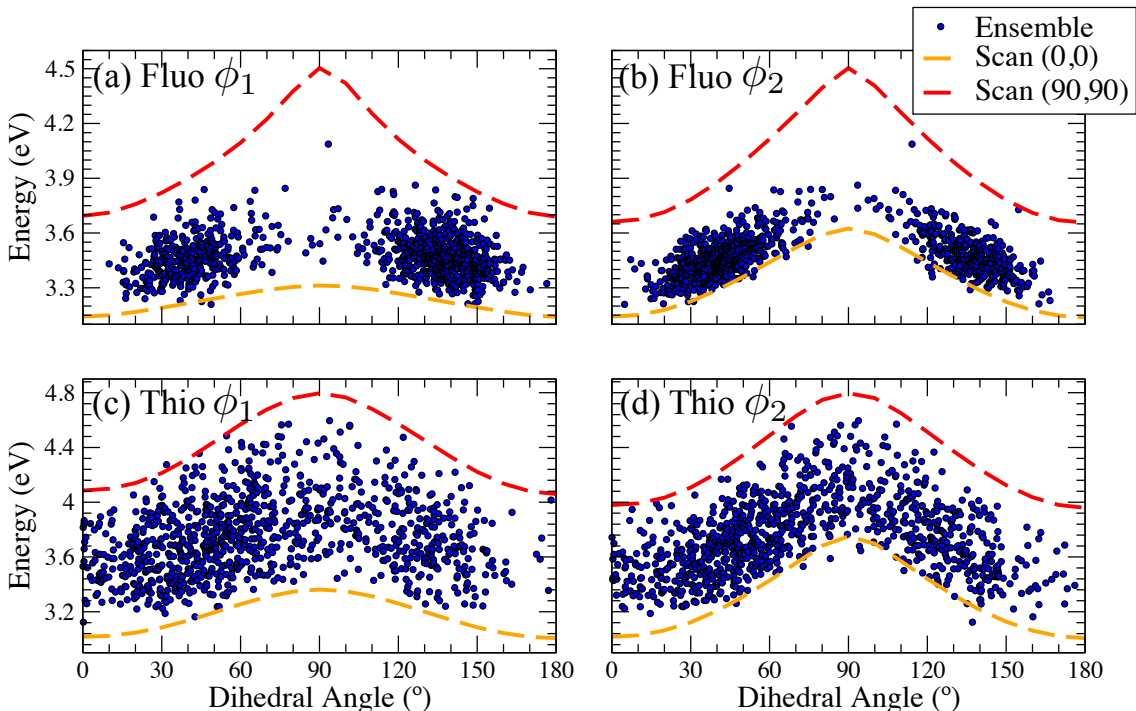 Ensemble
Scan (0,0)
Scan (90,90)
(a) Fluo ϕ1
(b) Fluo ϕ2
4.5
4.2
3.9
3.6
3.3
Energy (eV)
(c) Thio ϕ1
(d) Thio ϕ2
4.8
4.4
4
3.6
3.2
Energy (eV)
0 30 60 90 120 150 180
0 30 60 90 120 150 180
Dihedral Angle (º)
Dihedral Angle (º)